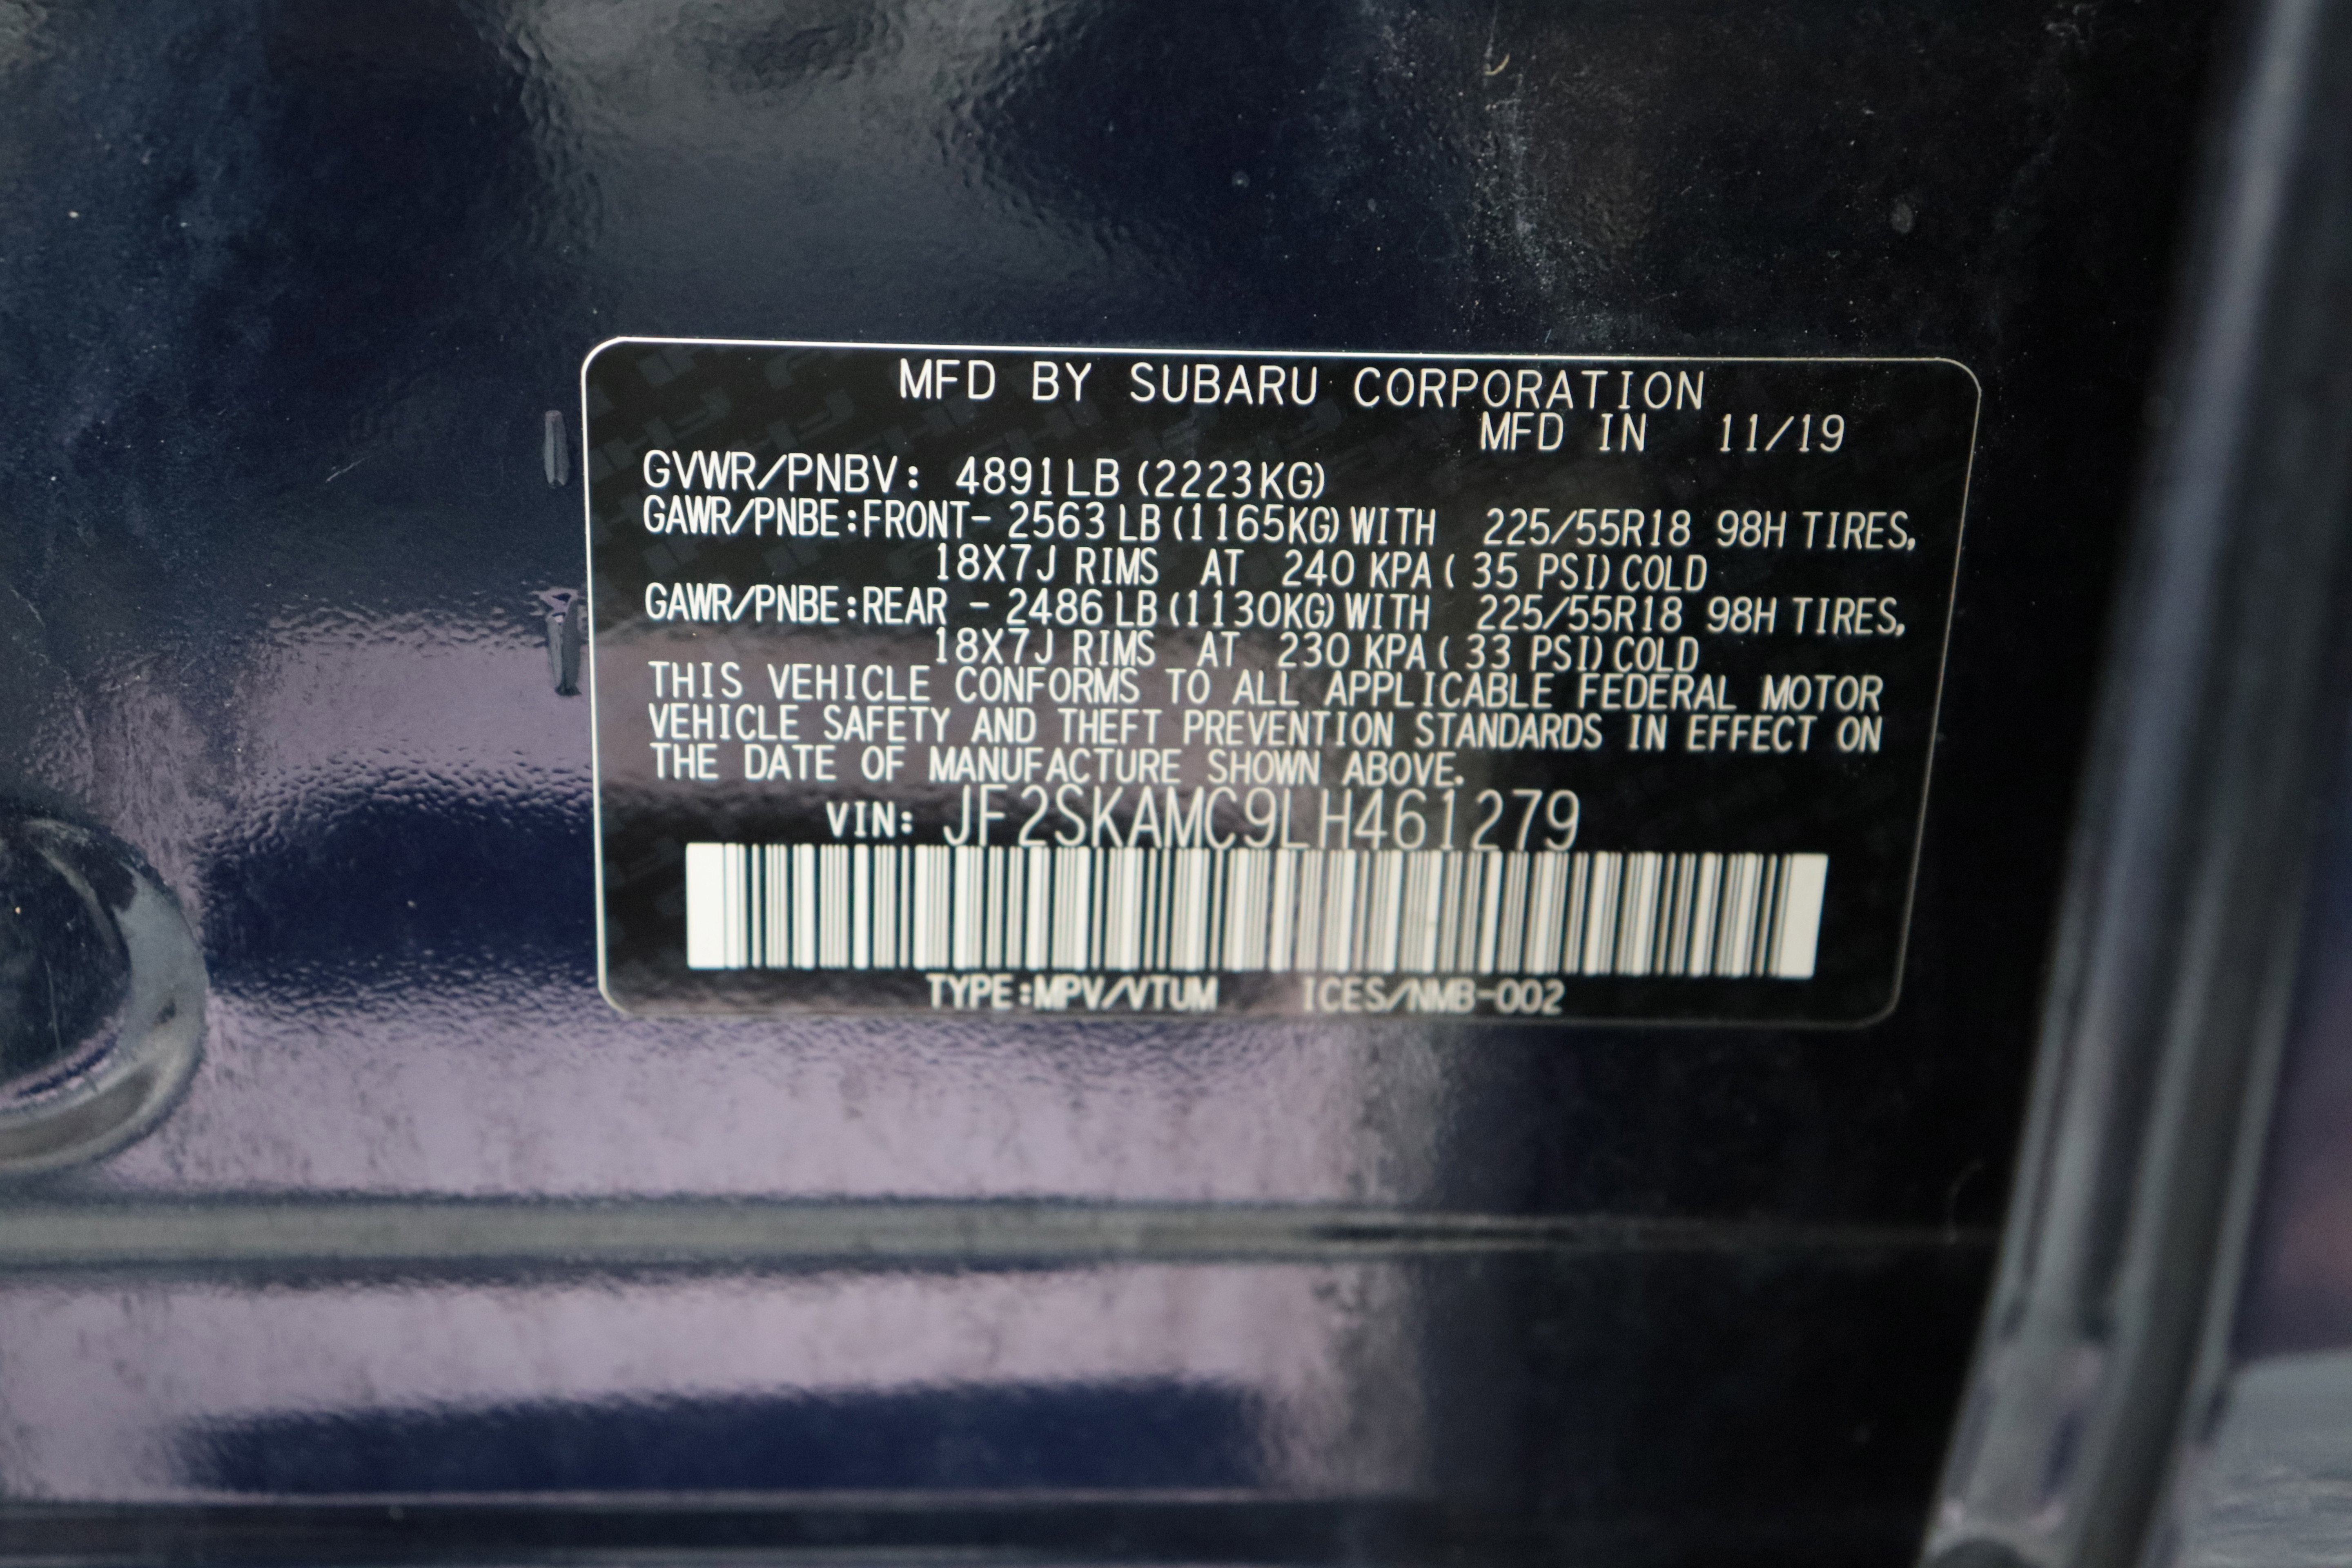 MFD BY SUBARU CORPORATION
MFD IN 11/19
GVWR/PNBV: 4891LB (2223KG)
GAWR/PNBE:FRONT- 2563 LB (1165KG) WITH 225/55R18 98H TIRES,
18X7J RIMS AT 240 KPA ( 35 PSI) COLD
GAWR/PNBE:REAR - 2486 LB (1130KG) WITH 225/55R18 98H TIRES,
18X7J RIMS AT 230 KPA ( 33 PSI) COLD
THIS VEHICLE CONFORMS TO ALL APPLICABLE FEDERAL MOTOR
VEHICLE SAFETY AND THEFT PREVENTION STANDARDS IN EFFECT ON
THE DATE OF MANUFACTURE SHOWN ABOVE.
VIN: JF2SKAMC9LH461279
TYPE:MPV/VTUM ICES/NMB-002